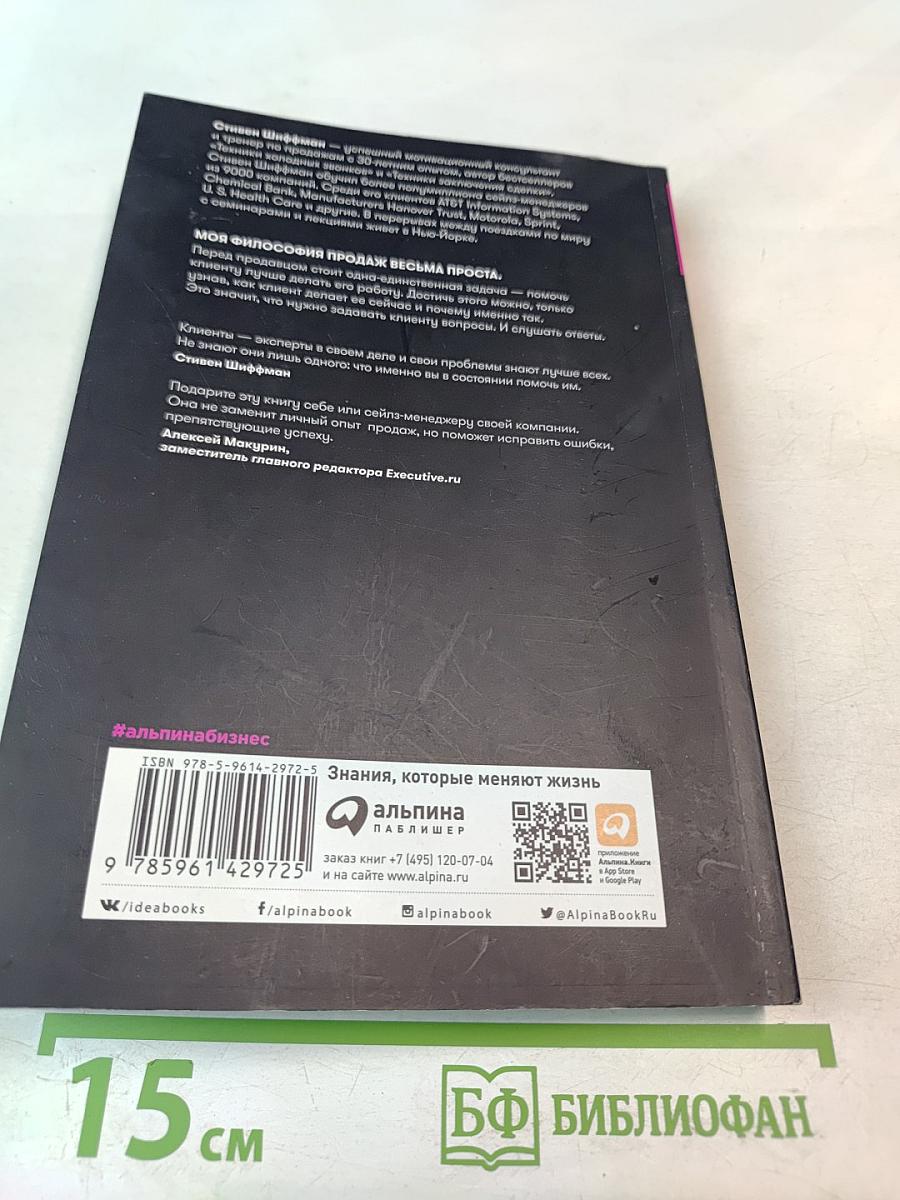 Стивен Шиффман — успешный мотивационный консультант
и тренер по продажам с 30-летним опытом, автор бестселлеров
«Техники холодных звонков» и «Техники заключения сделок».
Стивен Шиффман обучил более полумиллиона сейлз-менеджеров
из 9000 компаний. Среди его клиентов AT&T Information Systems,
Chemical Bank, Manufacturers Hanover Trust, Motorola, Sprint,
U. S. Health Care и другие. В перерывах между поездками по миру
с семинарами и лекциями живет в Нью-Йорке.
МОЯ ФИЛОСОФИЯ ПРОДАЖ ВЕСЬМА ПРОСТА.
Перед продавцом стоит одна-единственная задача — помочь
клиенту лучше делать его работу. Достичь этого можно, только
узнав, как клиент делает ее сейчас и почему именно так.
Это значит, что нужно задавать клиенту вопросы. И слушать ответы.
Клиенты — эксперты в своем деле и свои проблемы знают лучше всех.
Не знают они лишь одного: что именно вы в состоянии помочь им.
Стивен Шиффман
Подарите эту книгу себе или сейлз-менеджеру своей компании.
Она не заменит личный опыт продаж, но поможет исправить ошибки,
препятствующие успеху.
Алексей Макурин,
заместитель главного редактора Executive.ru
#альпинабизнес
ISBN 978-5-9614-2972-5
9 785961 429725
Знания, которые меняют жизнь
альпина
ПАБЛИШЕР
заказ книг +7 (495) 120-07-04
и на сайте www.alpina.ru
приложение
Альпина.Книги
в App Store
и Google Play
/ideabooks
/alpinabook
alpinabook
@AlpinaBookRu
15 см
БФ БИБЛИОФАН